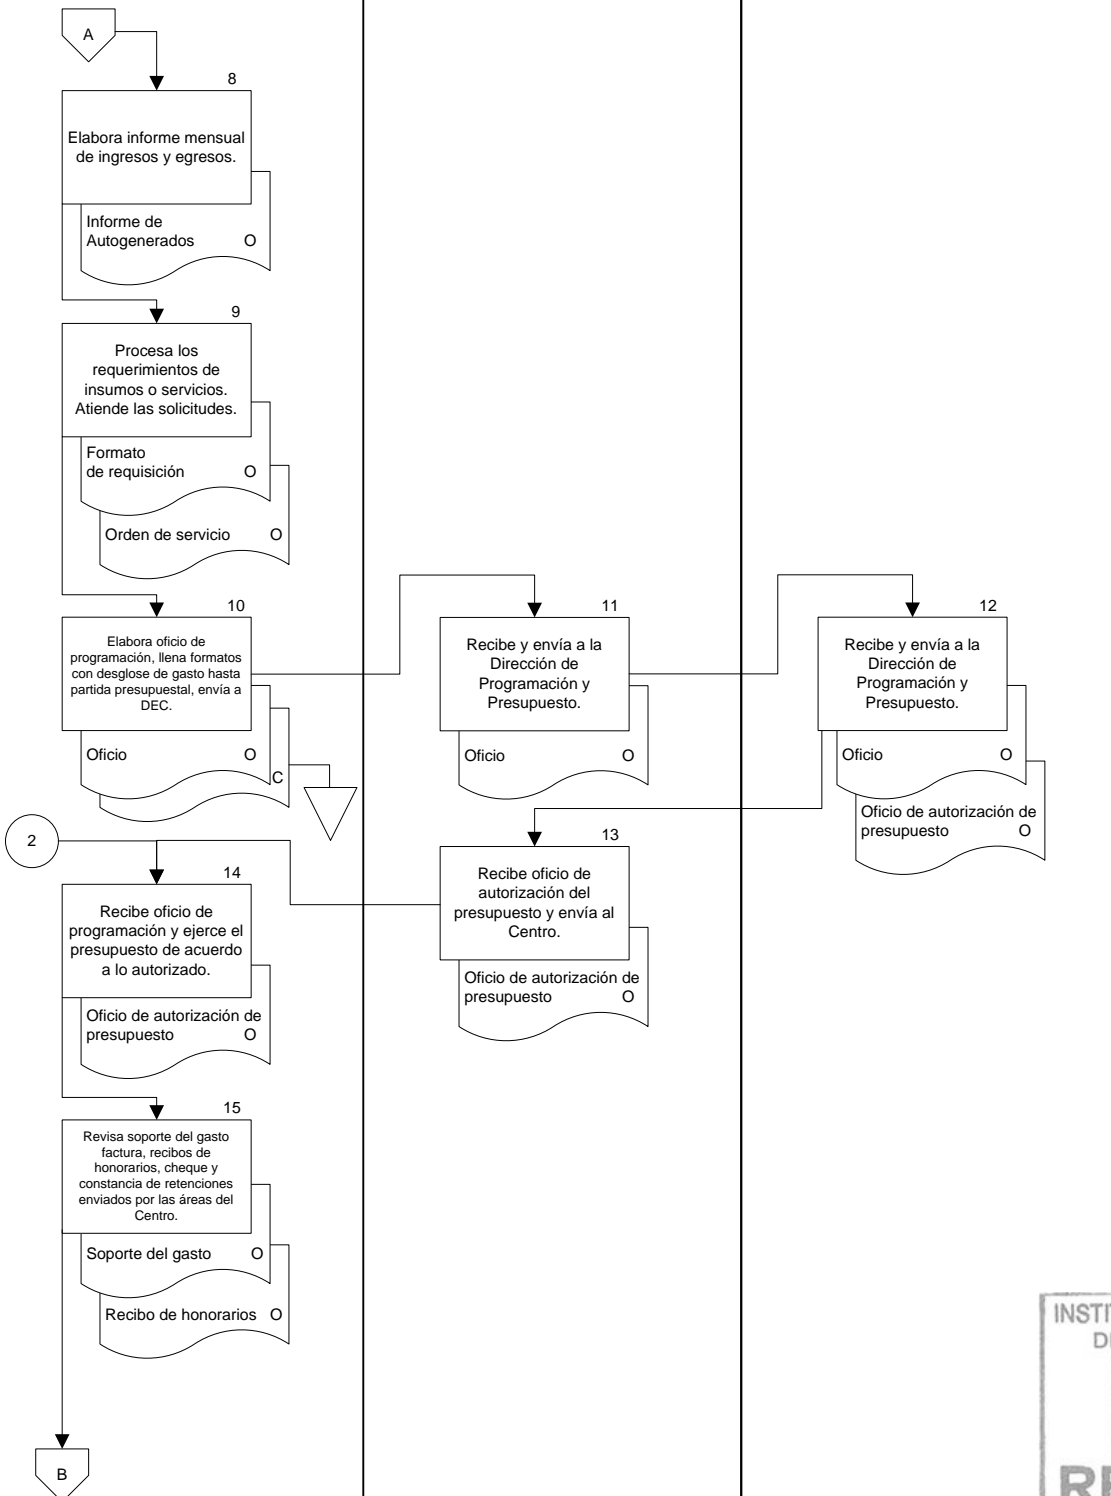 A
8
Elabora informe mensual
de ingresos y egresos.
Informe de
Autogenerados O
9
Procesa los
requerimientos de
insumos o servicios.
Atiende las solicitudes.
Formato
de requisición O
Orden de servicio O
10
Elabora oficio de
programación, llena formatos
con desglose de gasto hasta
partida presupuestal, envía a
DEC.
Oficio O
C
11
Recibe y envía a la
Dirección de
Programación y
Presupuesto.
Oficio O
12
Recibe y envía a la
Dirección de
Programación y
Presupuesto.
Oficio O
Oficio de autorización de
presupuesto O
13
Recibe oficio de
autorización del
presupuesto y envía al
Centro.
Oficio de autorización de
presupuesto O
2
14
Recibe oficio de
programación y ejerce el
presupuesto de acuerdo
a lo autorizado.
Oficio de autorización de
presupuesto O
15
Revisa soporte del gasto
factura, recibos de
honorarios, cheque y
constancia de retenciones
enviados por las áreas del
Centro.
Soporte del gasto O
Recibo de honorarios O
B